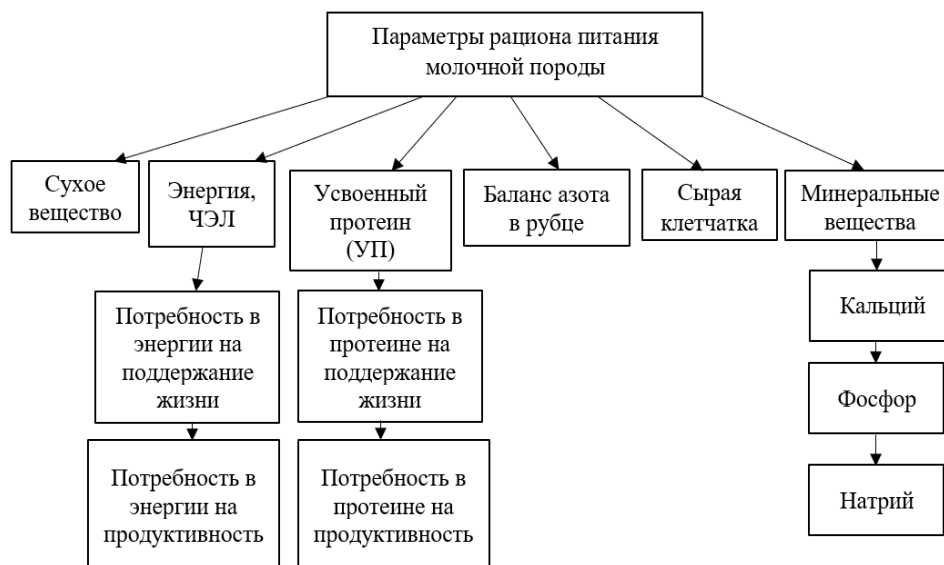 Параметры рациона питания
молочной породы
Сухое
вещество
Энергия,
ЧЭЛ
Усвоенный
протеин
(УП)
Баланс азота
в рубце
Сырая
клетчатка
Минеральные
вещества
Потребность в
энергии на
поддержание
жизни
Потребность в
протеине на
поддержание
жизни
Кальций
Фосфор
Потребность в
энергии на
продуктивность
Потребность в
протеине на
продуктивность
Натрий